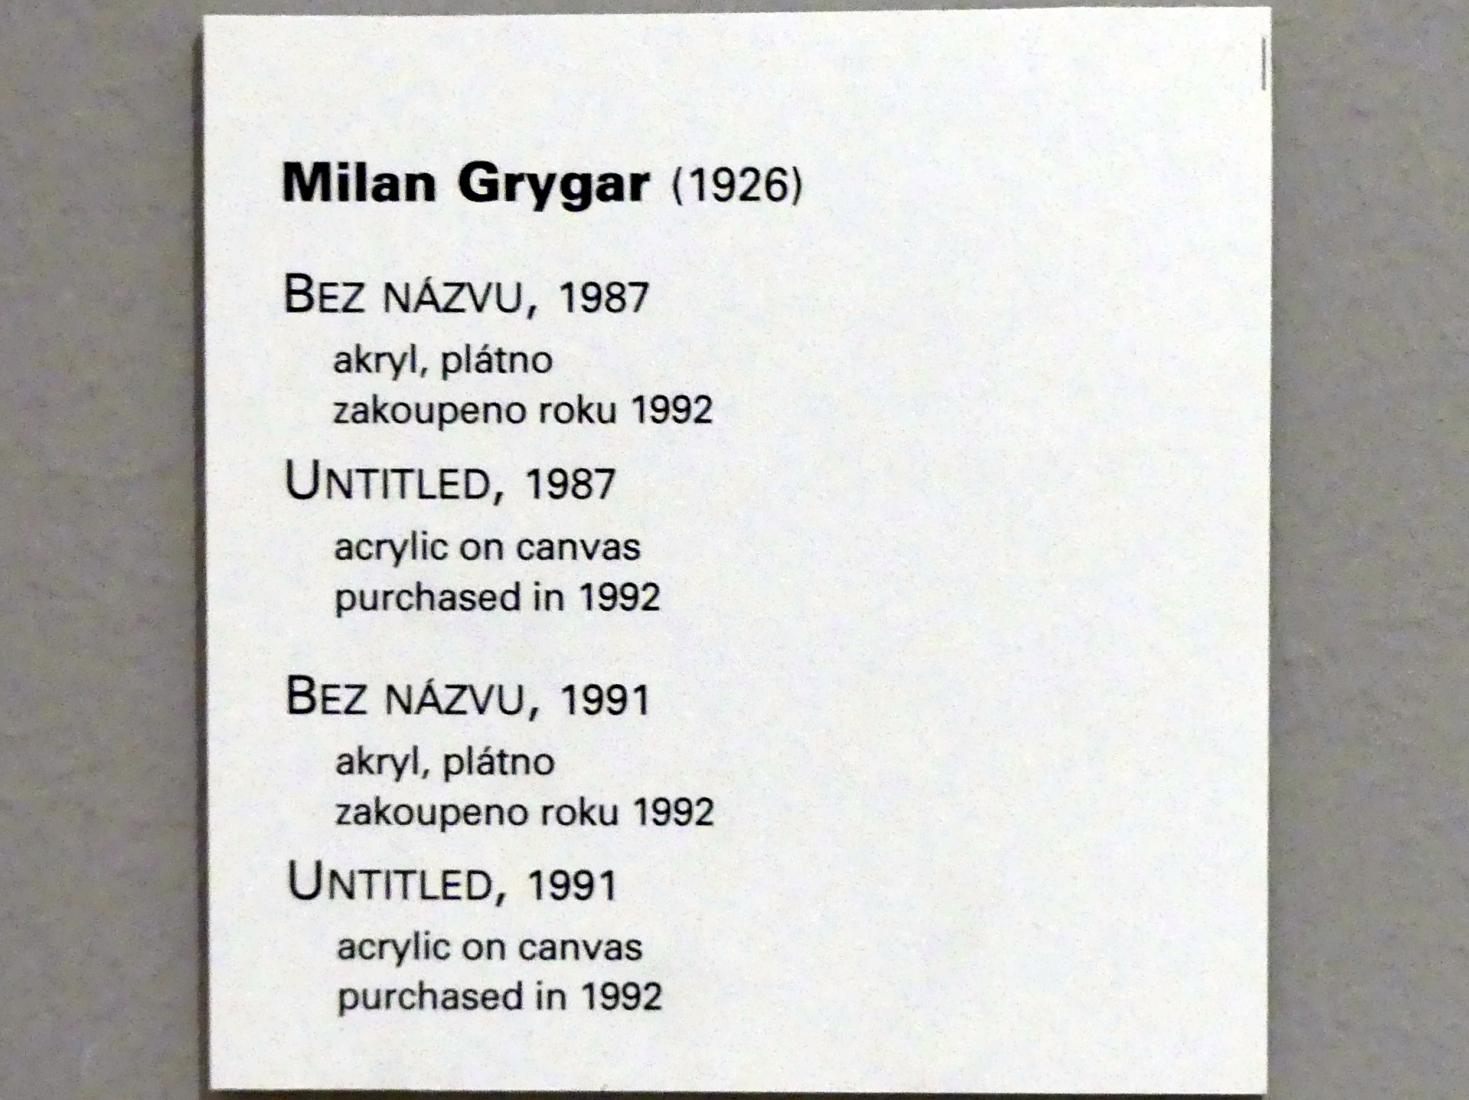 Milan Grygar (1926)
BEZ NÁZVU, 1987
akryl, plátno
zakoupeno roku 1992
UNTITLED, 1987
acrylic on canvas
purchased in 1992
BEZ NÁZVU, 1991
akryl, plátno
zakoupeno roku 1992
UNTITLED, 1991
acrylic on canvas
purchased in 1992